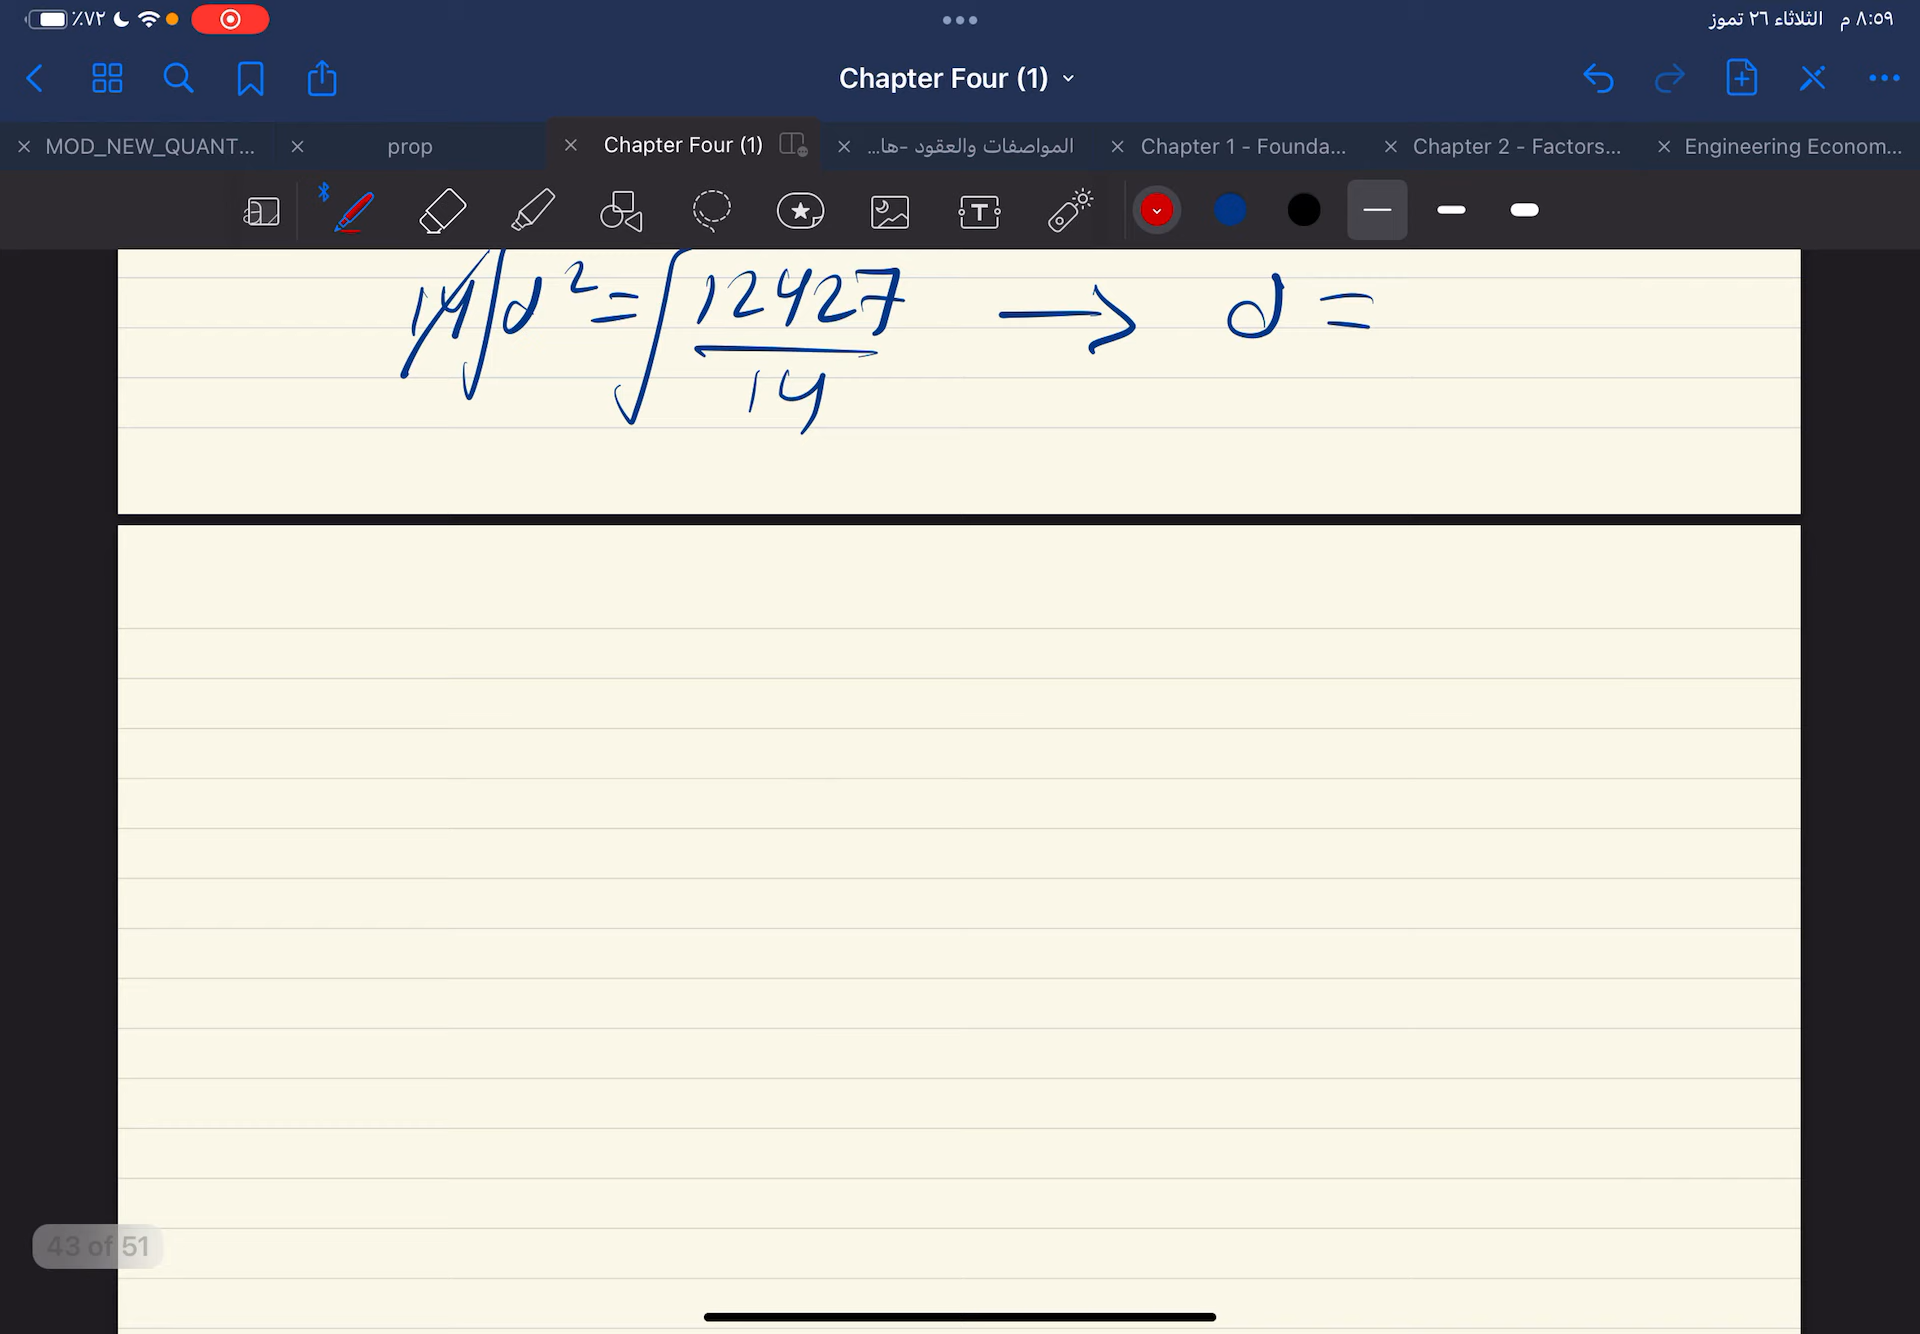 ٪٧٢
٨:٥٩ م الثلاثاء ٢٦ تموز
Chapter Four (1)
MOD_NEW_QUANT...
prop
Chapter Four (1)
المواصفات والعقود -ها...
Chapter 1 - Founda...
Chapter 2 - Factors...
Engineering Econom...
14 √d² = √12427/14 → d =
43 of 51